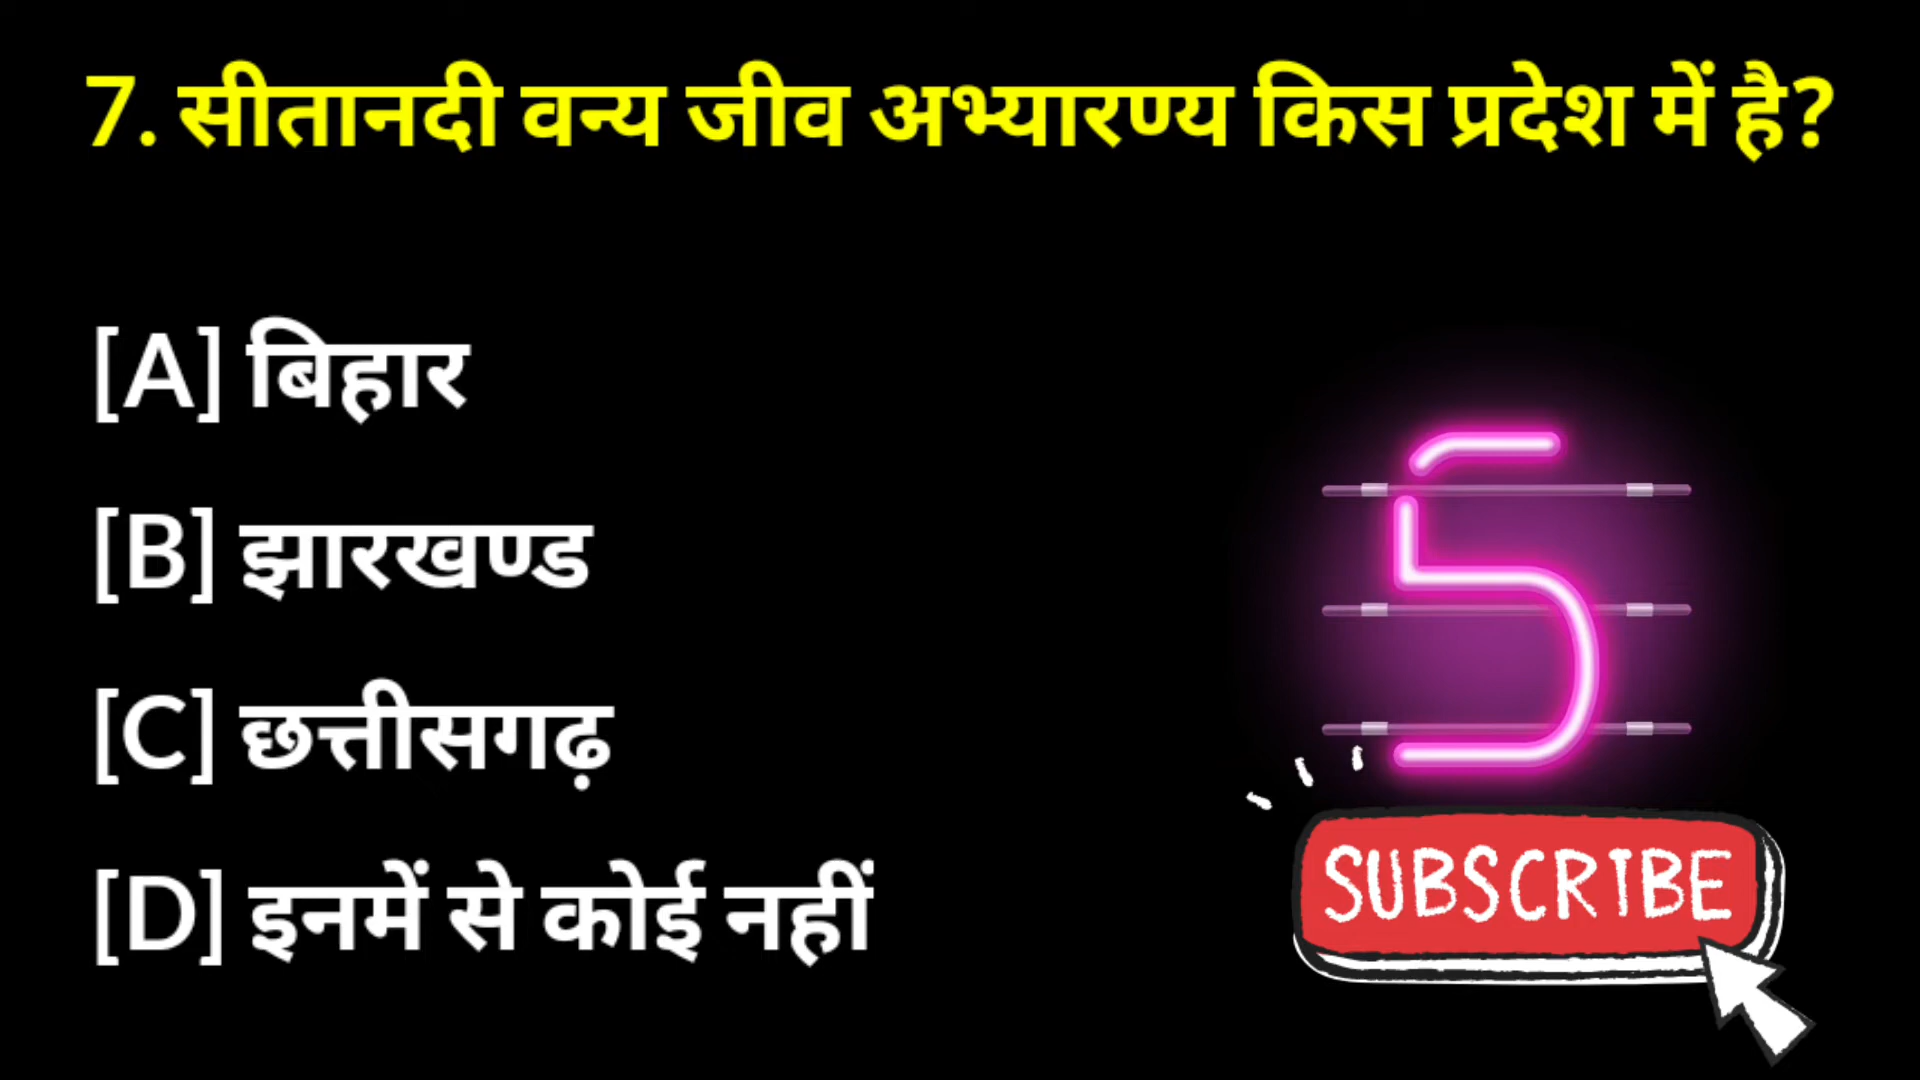 7. सीतानदी वन्य जीव अभ्यारण्य किस प्रदेश में है?
[A] बिहार
[B] झारखण्ड
[C] छत्तीसगढ़
[D] इनमें से कोई नहीं
5
SUBSCRIBE